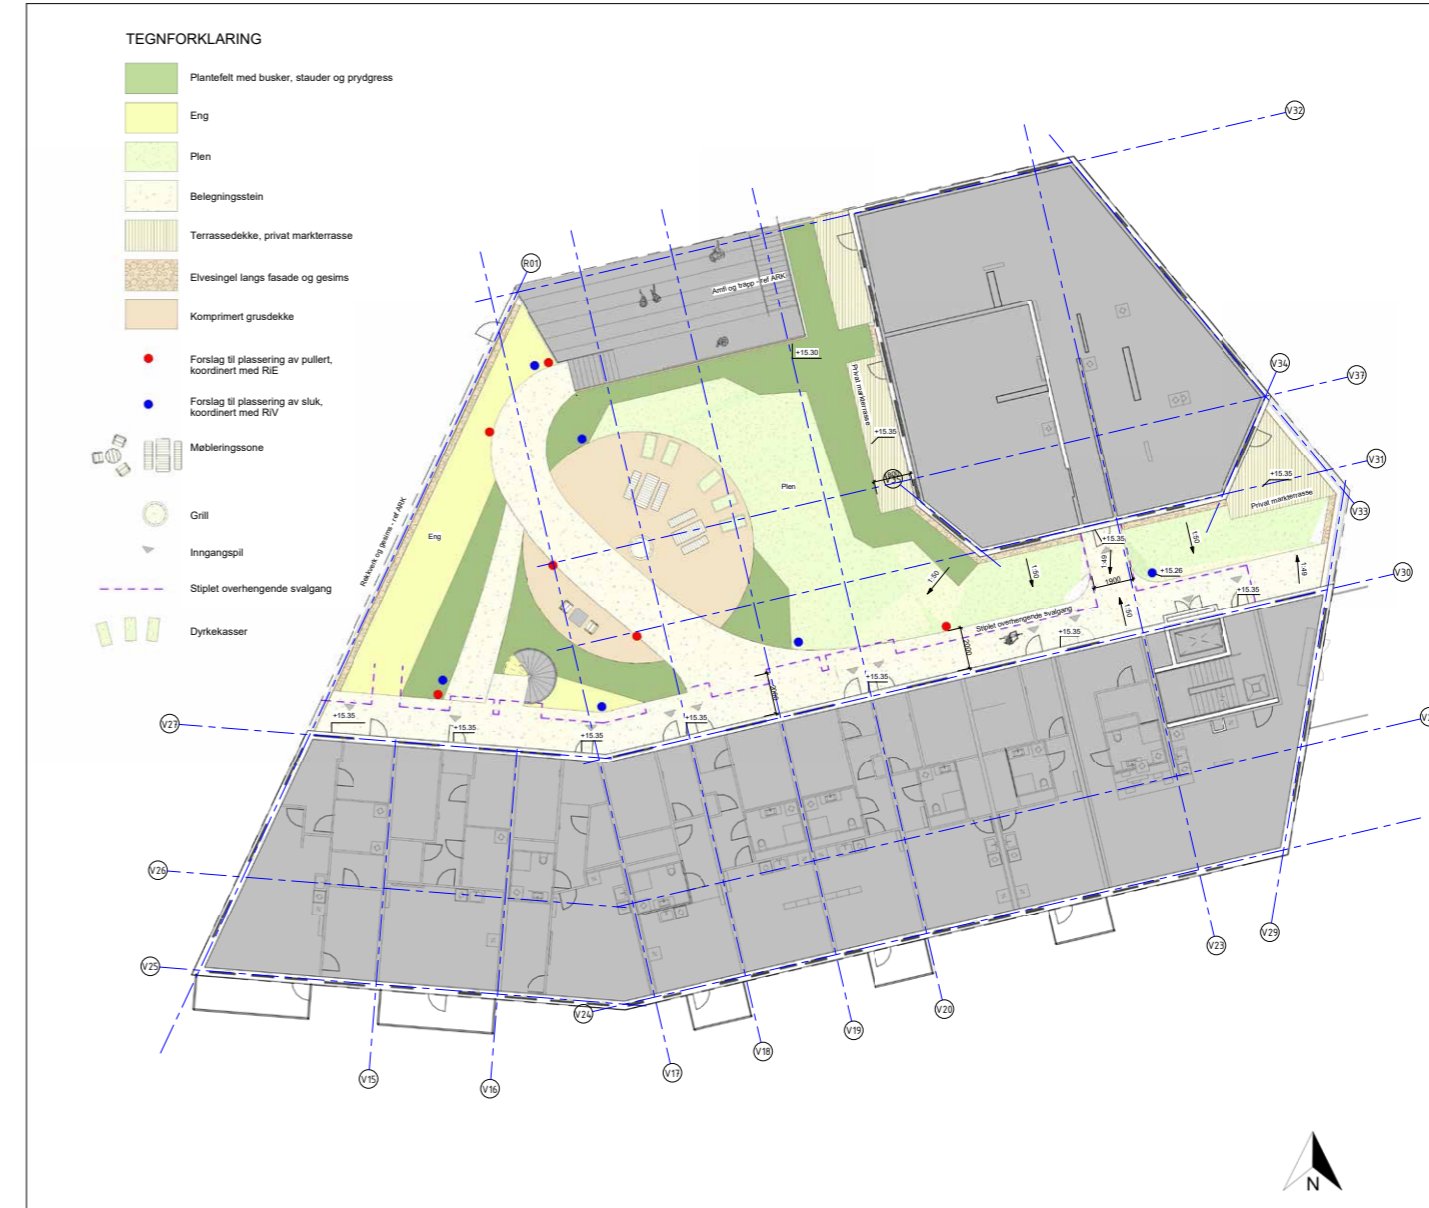 TEGNFORKLARING
Plantefelt med busker, stauder og prydgress
Eng
Plen
Belegningsstein
Terrassedekke, privat markterrasse
Elvesingel langs fasade og gesims
Komprimert grusdekke
Forslag til plassering av pullert,
koordinert med RiE
Forslag til plassering av sluk,
koordinert med RiV
Møbleringssone
Grill
Inngangspil
Stiplet overhengende svalgang
Dyrkekasser
V32
R01
Amfi og trapp - ref ARK
+15.30
V34
V37
Privat markterrasse
+15.35
V31
1800
V35
+15.35
Privat markterrasse
V33
Plen
Rekkverk og gesims - ref ARK
Eng
1:50
+15.35
1:49
1:50
1:50
+15.26
1:49
V30
1900
+15.35
1:50
Stiplet overhengende svalgang
+15.35
2000
+15.35
+15.35
+15.35
+15.35
+15.35
V27
V26
V25
V24
V23
V29
V20
V19
V18
V17
V15
V16
N